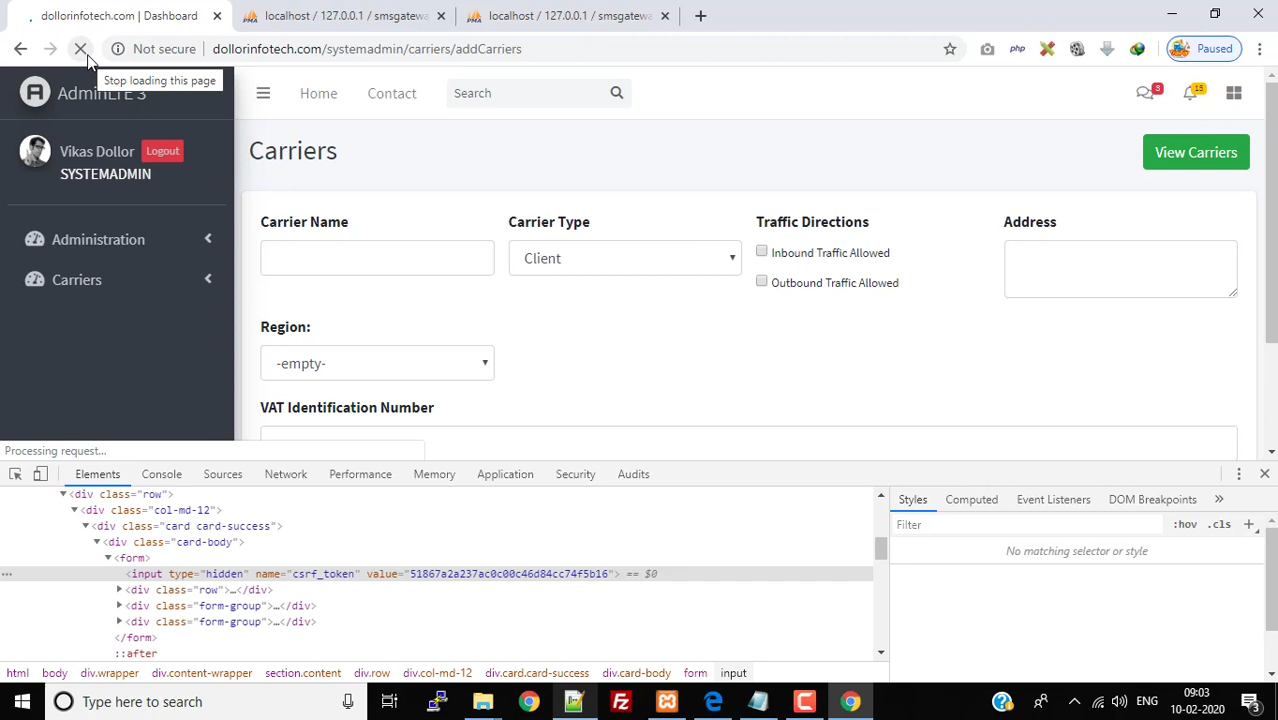 dollorinfotech.com | Dashboard
localhost / 127.0.0.1 / smsgatew
localhost / 127.0.0.1 / smsgatew
Not secure
dollorinfotech.com/systemadmin/carriers/addCarriers
php
Paused
Stop loading this page
AdminLTE 3
Home
Contact
Search
3
15
Vikas Dollor
Logout
SYSTEMADMIN
Administration
Carriers
Carriers
View Carriers
Carrier Name
Carrier Type
Traffic Directions
Address
Client
Inbound Traffic Allowed
Outbound Traffic Allowed
Region:
-empty-
VAT Identification Number
Processing request...
Elements
Console
Sources
Network
Performance
Memory
Application
Security
Audits
<div class="row">
<div class="col-md-12">
<div class="card card-success">
<div class="card-body">
<form>
<input type="hidden" name="csrf_token" value="51867a2a237ac0c00c46d84cc74f5b16"> == $0
<div class="row">…</div>
<div class="form-group">…</div>
<div class="form-group">…</div>
</form>
::after
Styles
Computed
Event Listeners
DOM Breakpoints
Filter
:hov
.cls
No matching selector or style
html
body
div.wrapper
div.content-wrapper
section.content
div.row
div.col-md-12
div.card.card-success
div.card-body
form
input
Type here to search
ENG
09:03
10-02-2020
3